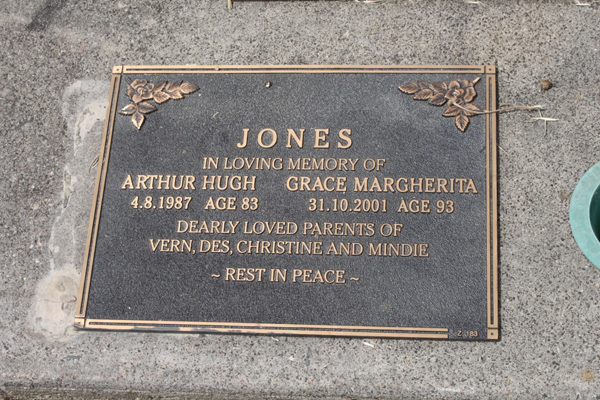 JONES
IN LOVING MEMORY OF
ARTHUR HUGH GRACE MARGHERITA
4.8.1987 AGE 83 31.10.2001 AGE 93
DEARLY LOVED PARENTS OF
VERN, DES, CHRISTINE AND MINDIE
~ REST IN PEACE ~